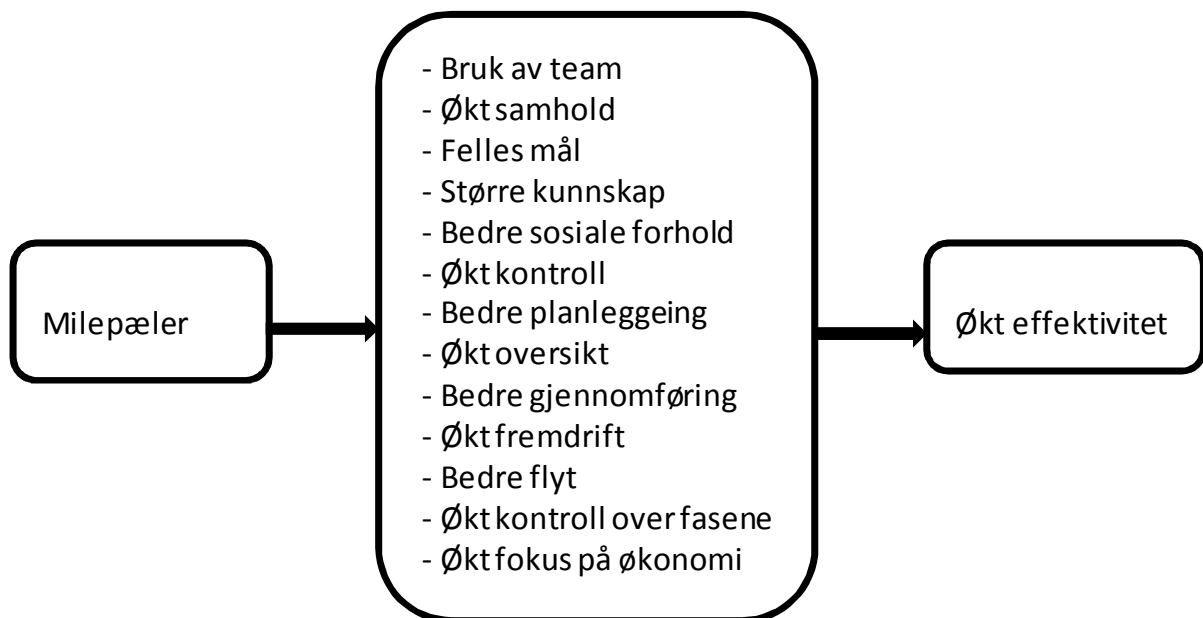 Milepæler
- Bruk av team
- Økt samhold
- Felles mål
- Større kunnskap
- Bedre sosiale forhold
- Økt kontroll
- Bedre planleggeing
- Økt oversikt
- Bedre gjennomføring
- Økt fremdrift
- Bedre flyt
- Økt kontroll over fasene
- Økt fokus på økonomi
Økt effektivitet